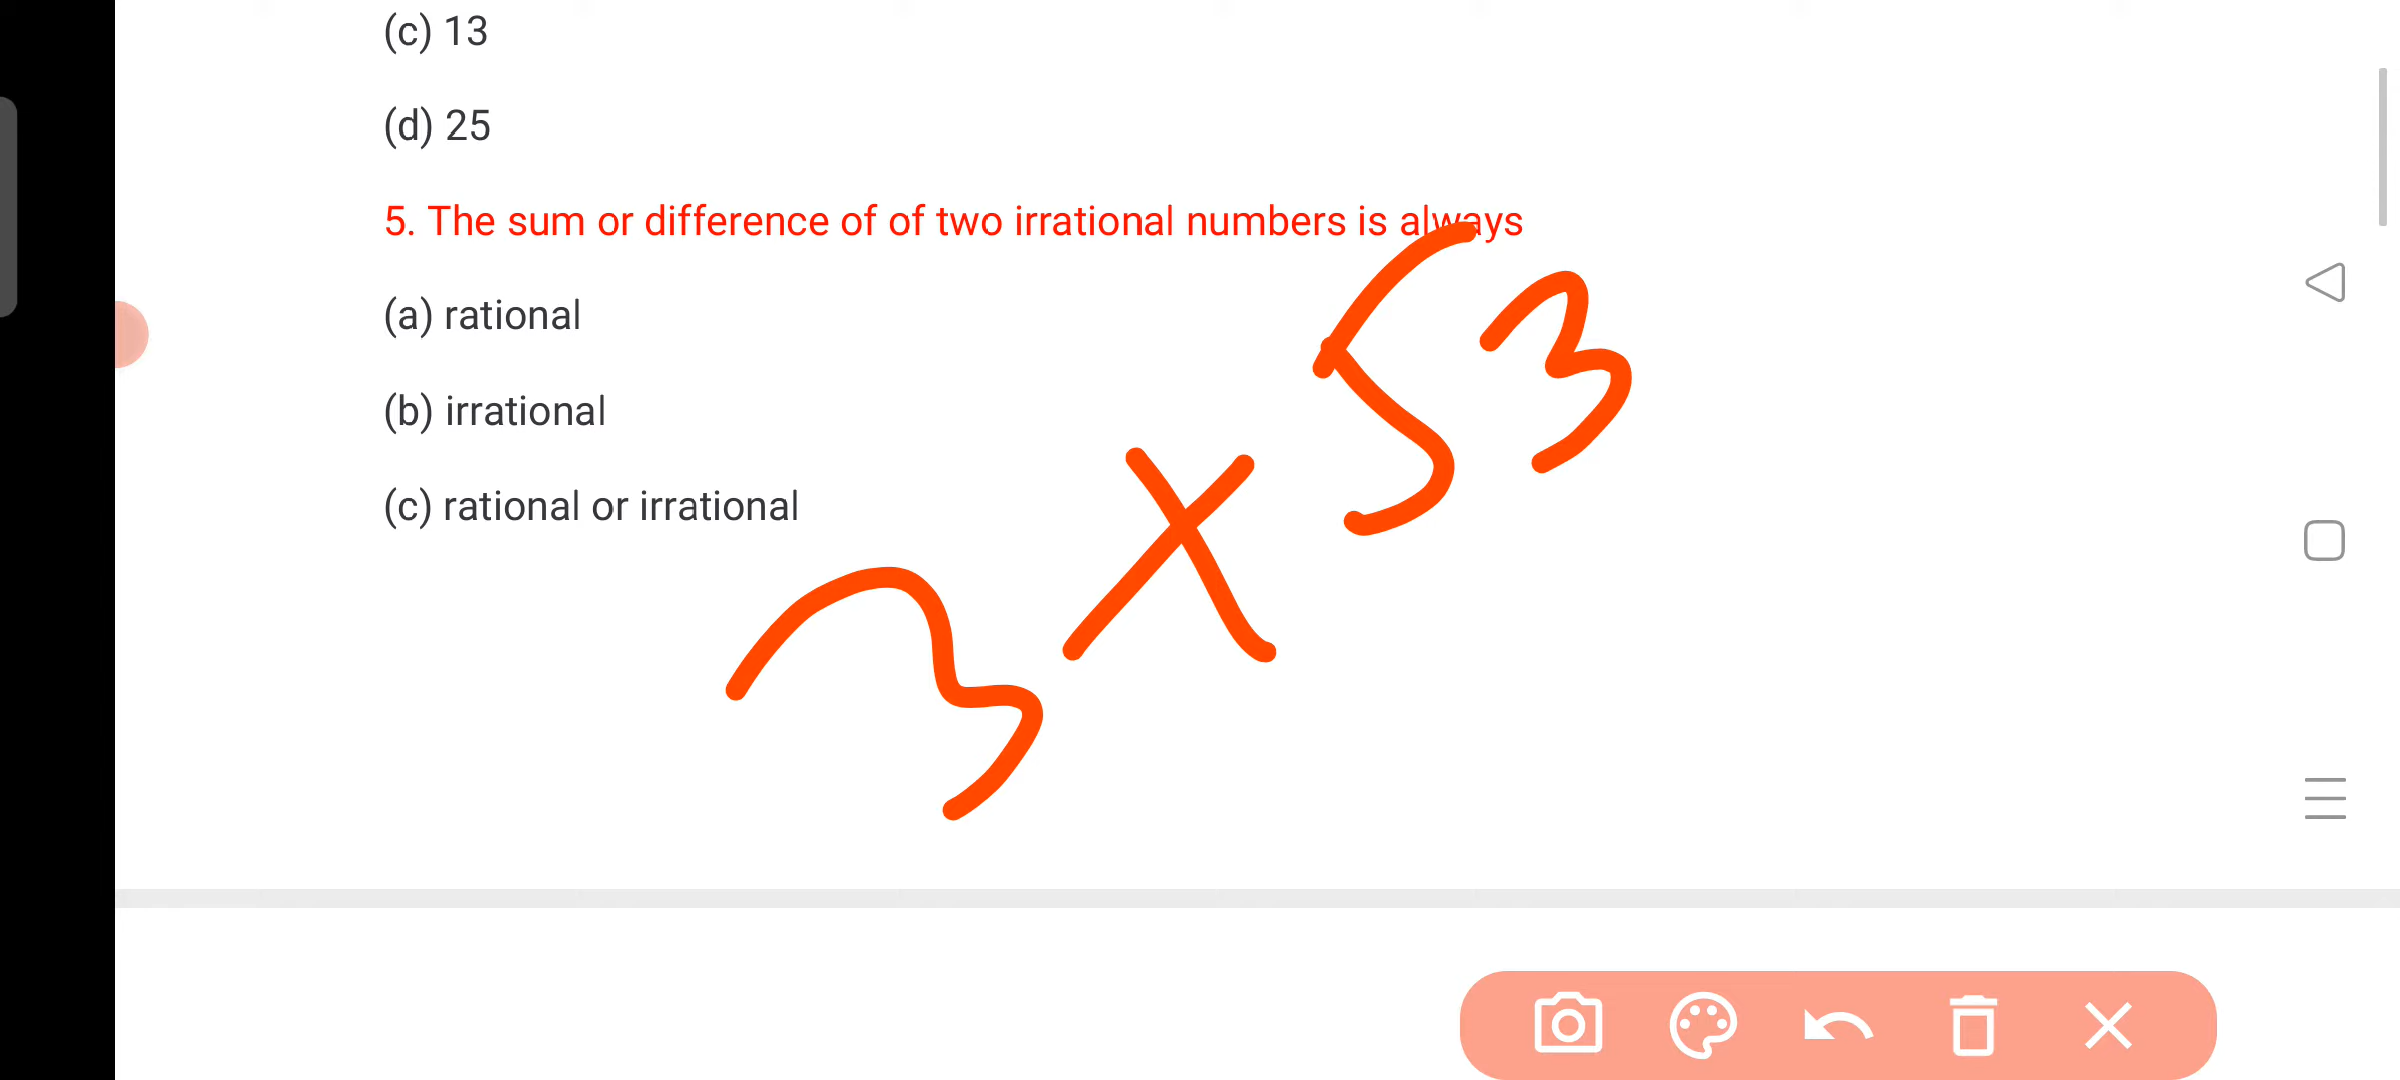 (c) 13
(d) 25
5. The sum or difference of of two irrational numbers is always
(a) rational
(b) irrational
(c) rational or irrational
3 x 53